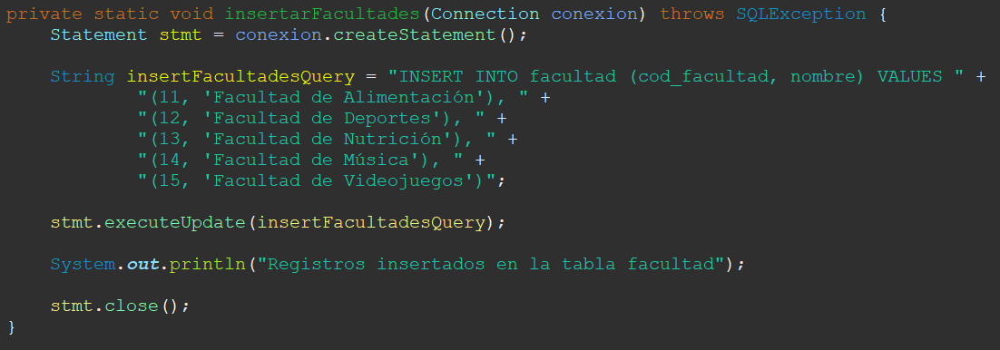 private static void insertarFacultades(Connection conexion) throws SQLException {
    Statement stmt = conexion.createStatement();

    String insertFacultadesQuery = "INSERT INTO facultad (cod_facultad, nombre) VALUES " +
            "(11, 'Facultad de Alimentación'), " +
            "(12, 'Facultad de Deportes'), " +
            "(13, 'Facultad de Nutrición'), " +
            "(14, 'Facultad de Música'), " +
            "(15, 'Facultad de Videojuegos')";

    stmt.executeUpdate(insertFacultadesQuery);

    System.out.println("Registros insertados en la tabla facultad");

    stmt.close();
}